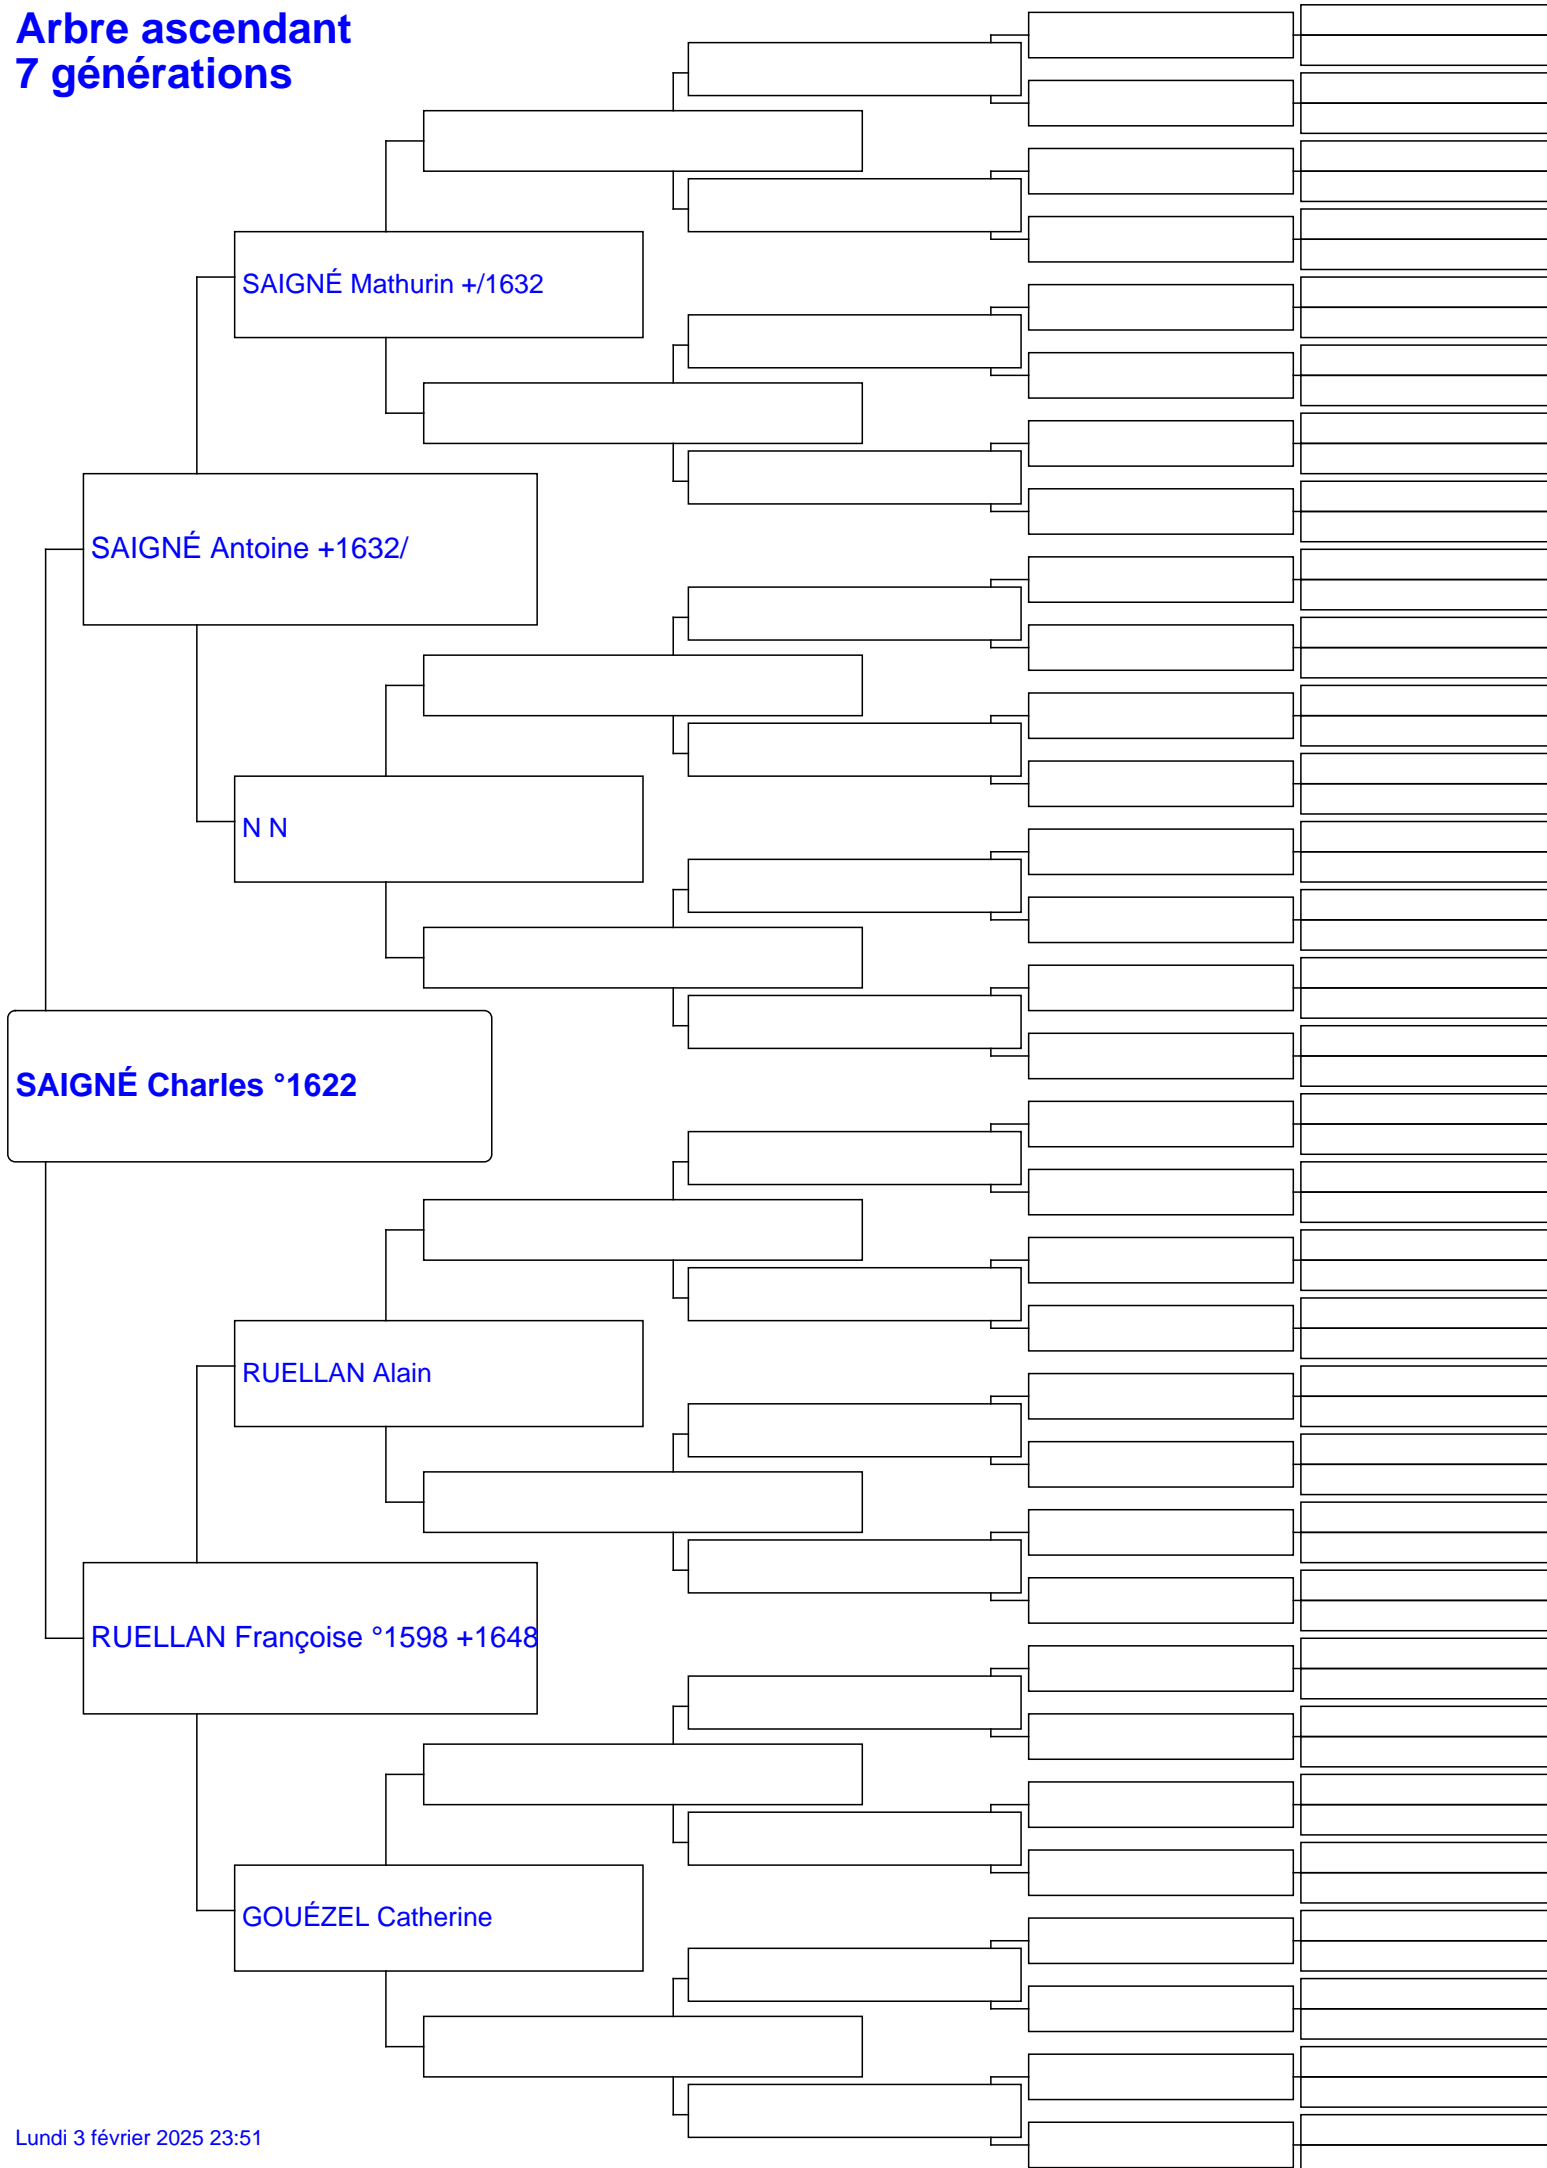 Arbre ascendant
7 générations
SAIGNÉ Mathurin +/1632
SAIGNÉ Antoine +1632/
N N
SAIGNÉ Charles °1622
RUELLAN Alain
RUELLAN Françoise °1598 +1648
GOUÉZEL Catherine
Lundi 3 février 2025 23:51